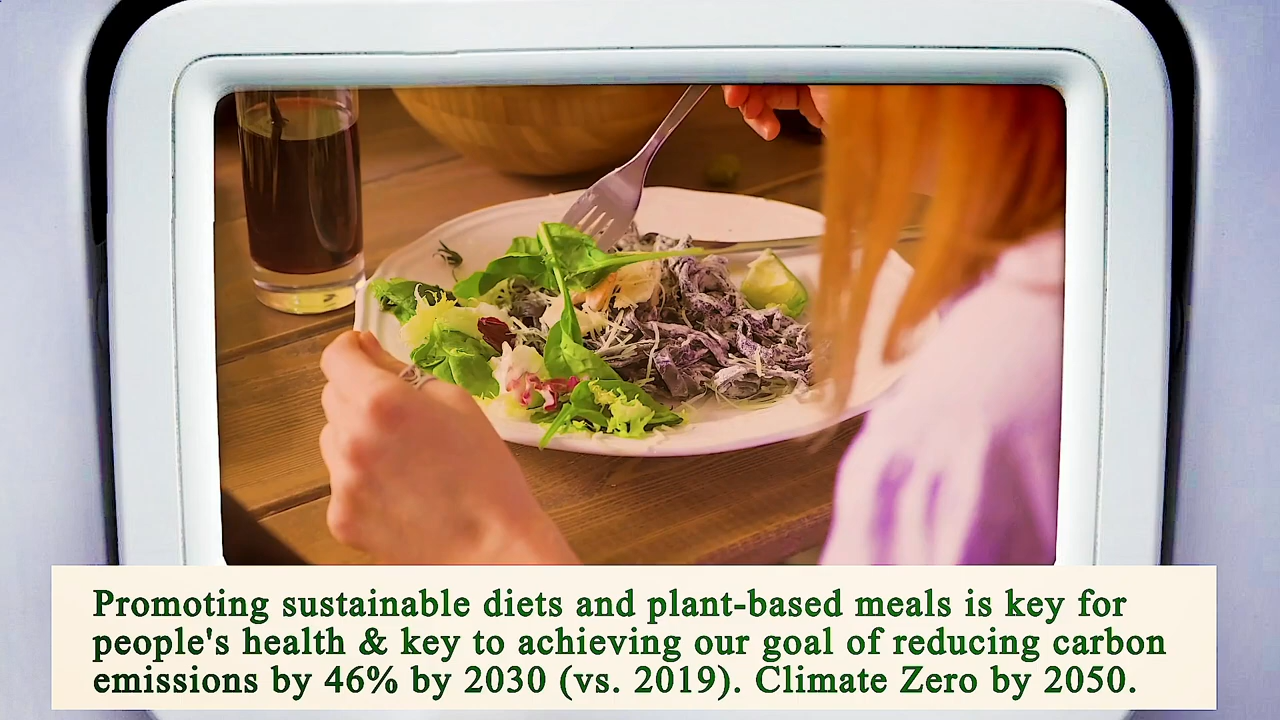 Promoting sustainable diets and plant-based meals is key for
people's health & key to achieving our goal of reducing carbon
emissions by 46% by 2030 (vs. 2019). Climate Zero by 2050.